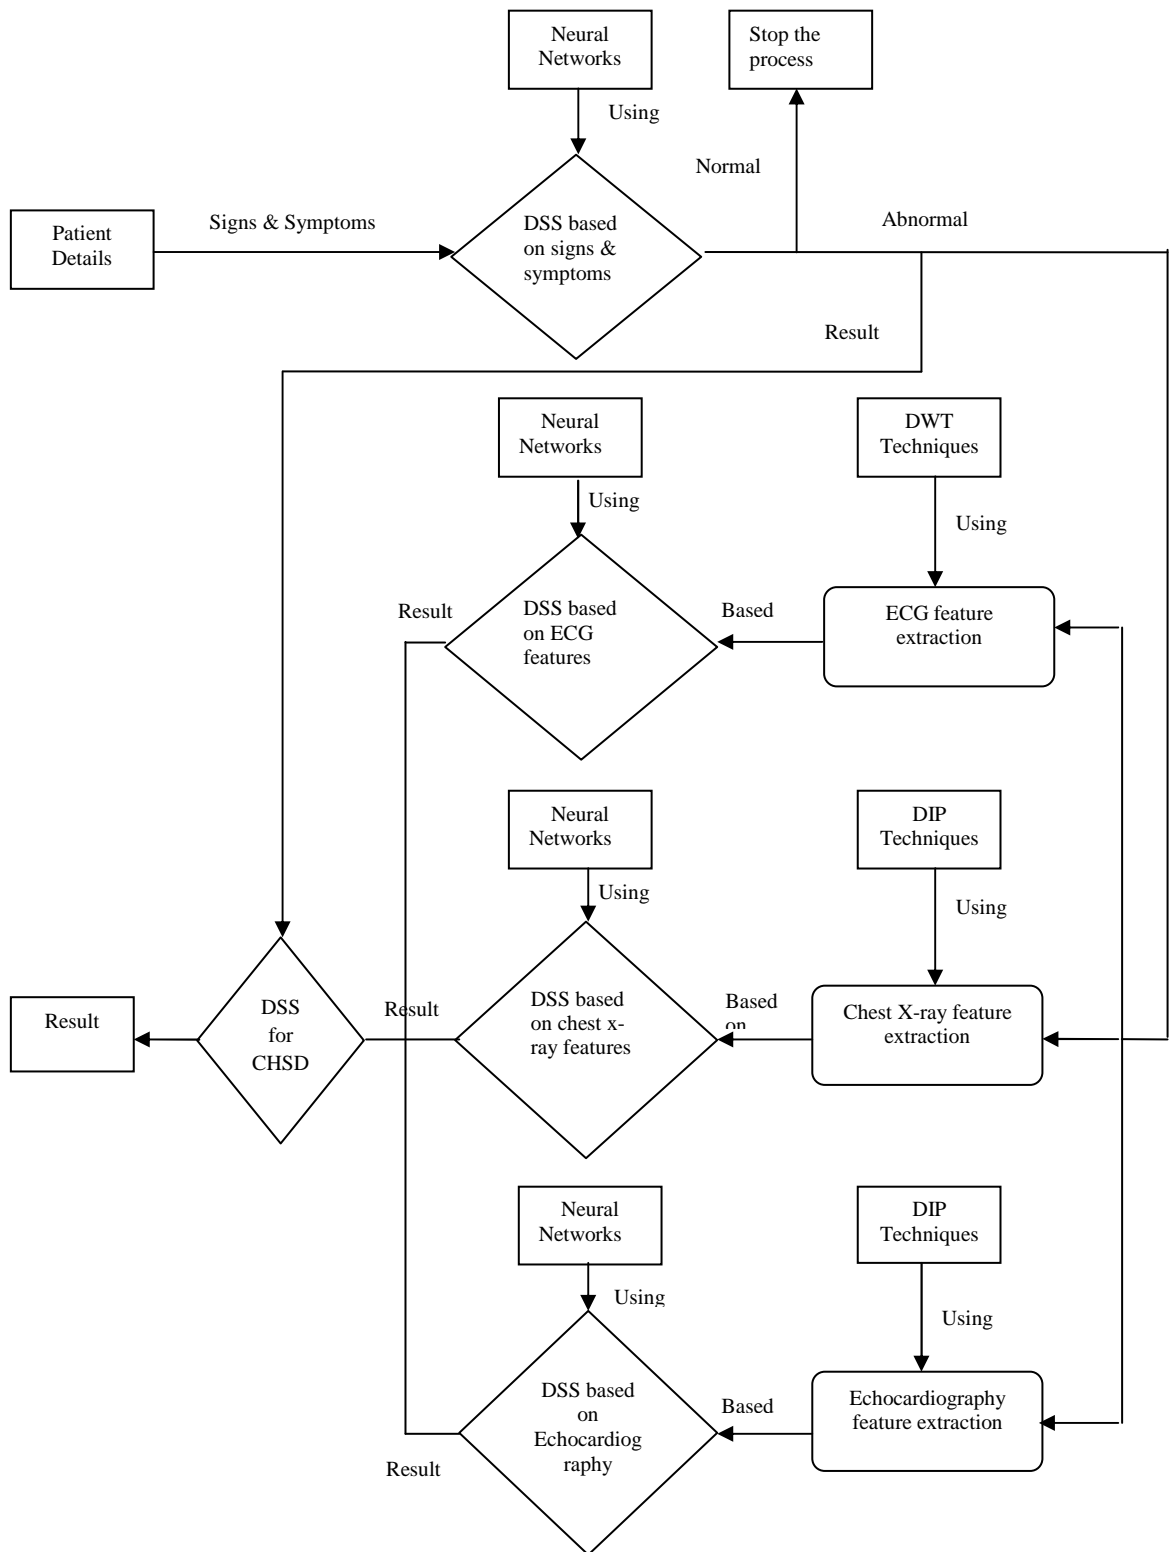 Neural
Networks
Stop the
process
Using
Normal
Patient
Details
Signs & Symptoms
DSS based
on signs &
symptoms
Abnormal
Result
Neural
Networks
DWT
Techniques
Using
Using
Result
DSS based
on ECG
features
Based
ECG feature
extraction
Neural
Networks
DIP
Techniques
Using
Using
Result
DSS
for
CHSD
Result
DSS based
on chest x-
ray features
Based
on
Chest X-ray feature
extraction
Neural
Networks
DIP
Techniques
Using
Using
DSS based
on
Echocardiog
raphy
Based
Echocardiography
feature extraction
Result